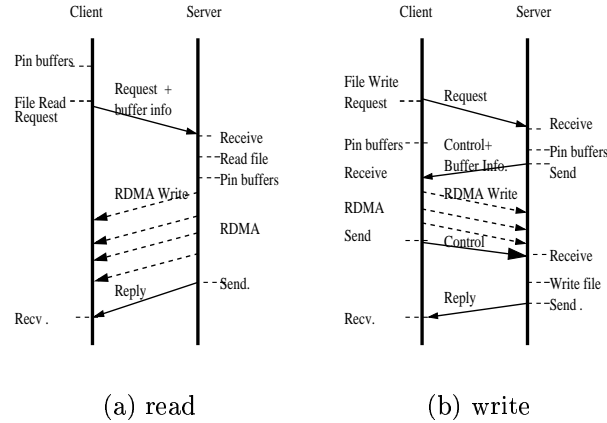 Client
Server
Pin buffers
File Read
Request
Request +
buffer info
Receive
Read file
Pin buffers
RDMA Write
RDMA
Reply
Send.
Recv .
(a) read
Client
Server
File Write
Request
Request
Receive
Pin buffers
Control+
Buffer Info.
Pin buffers
Receive
Send
RDMA Write
RDMA
Send
Control
Receive
Write file
Reply
Send .
Recv.
(b) write